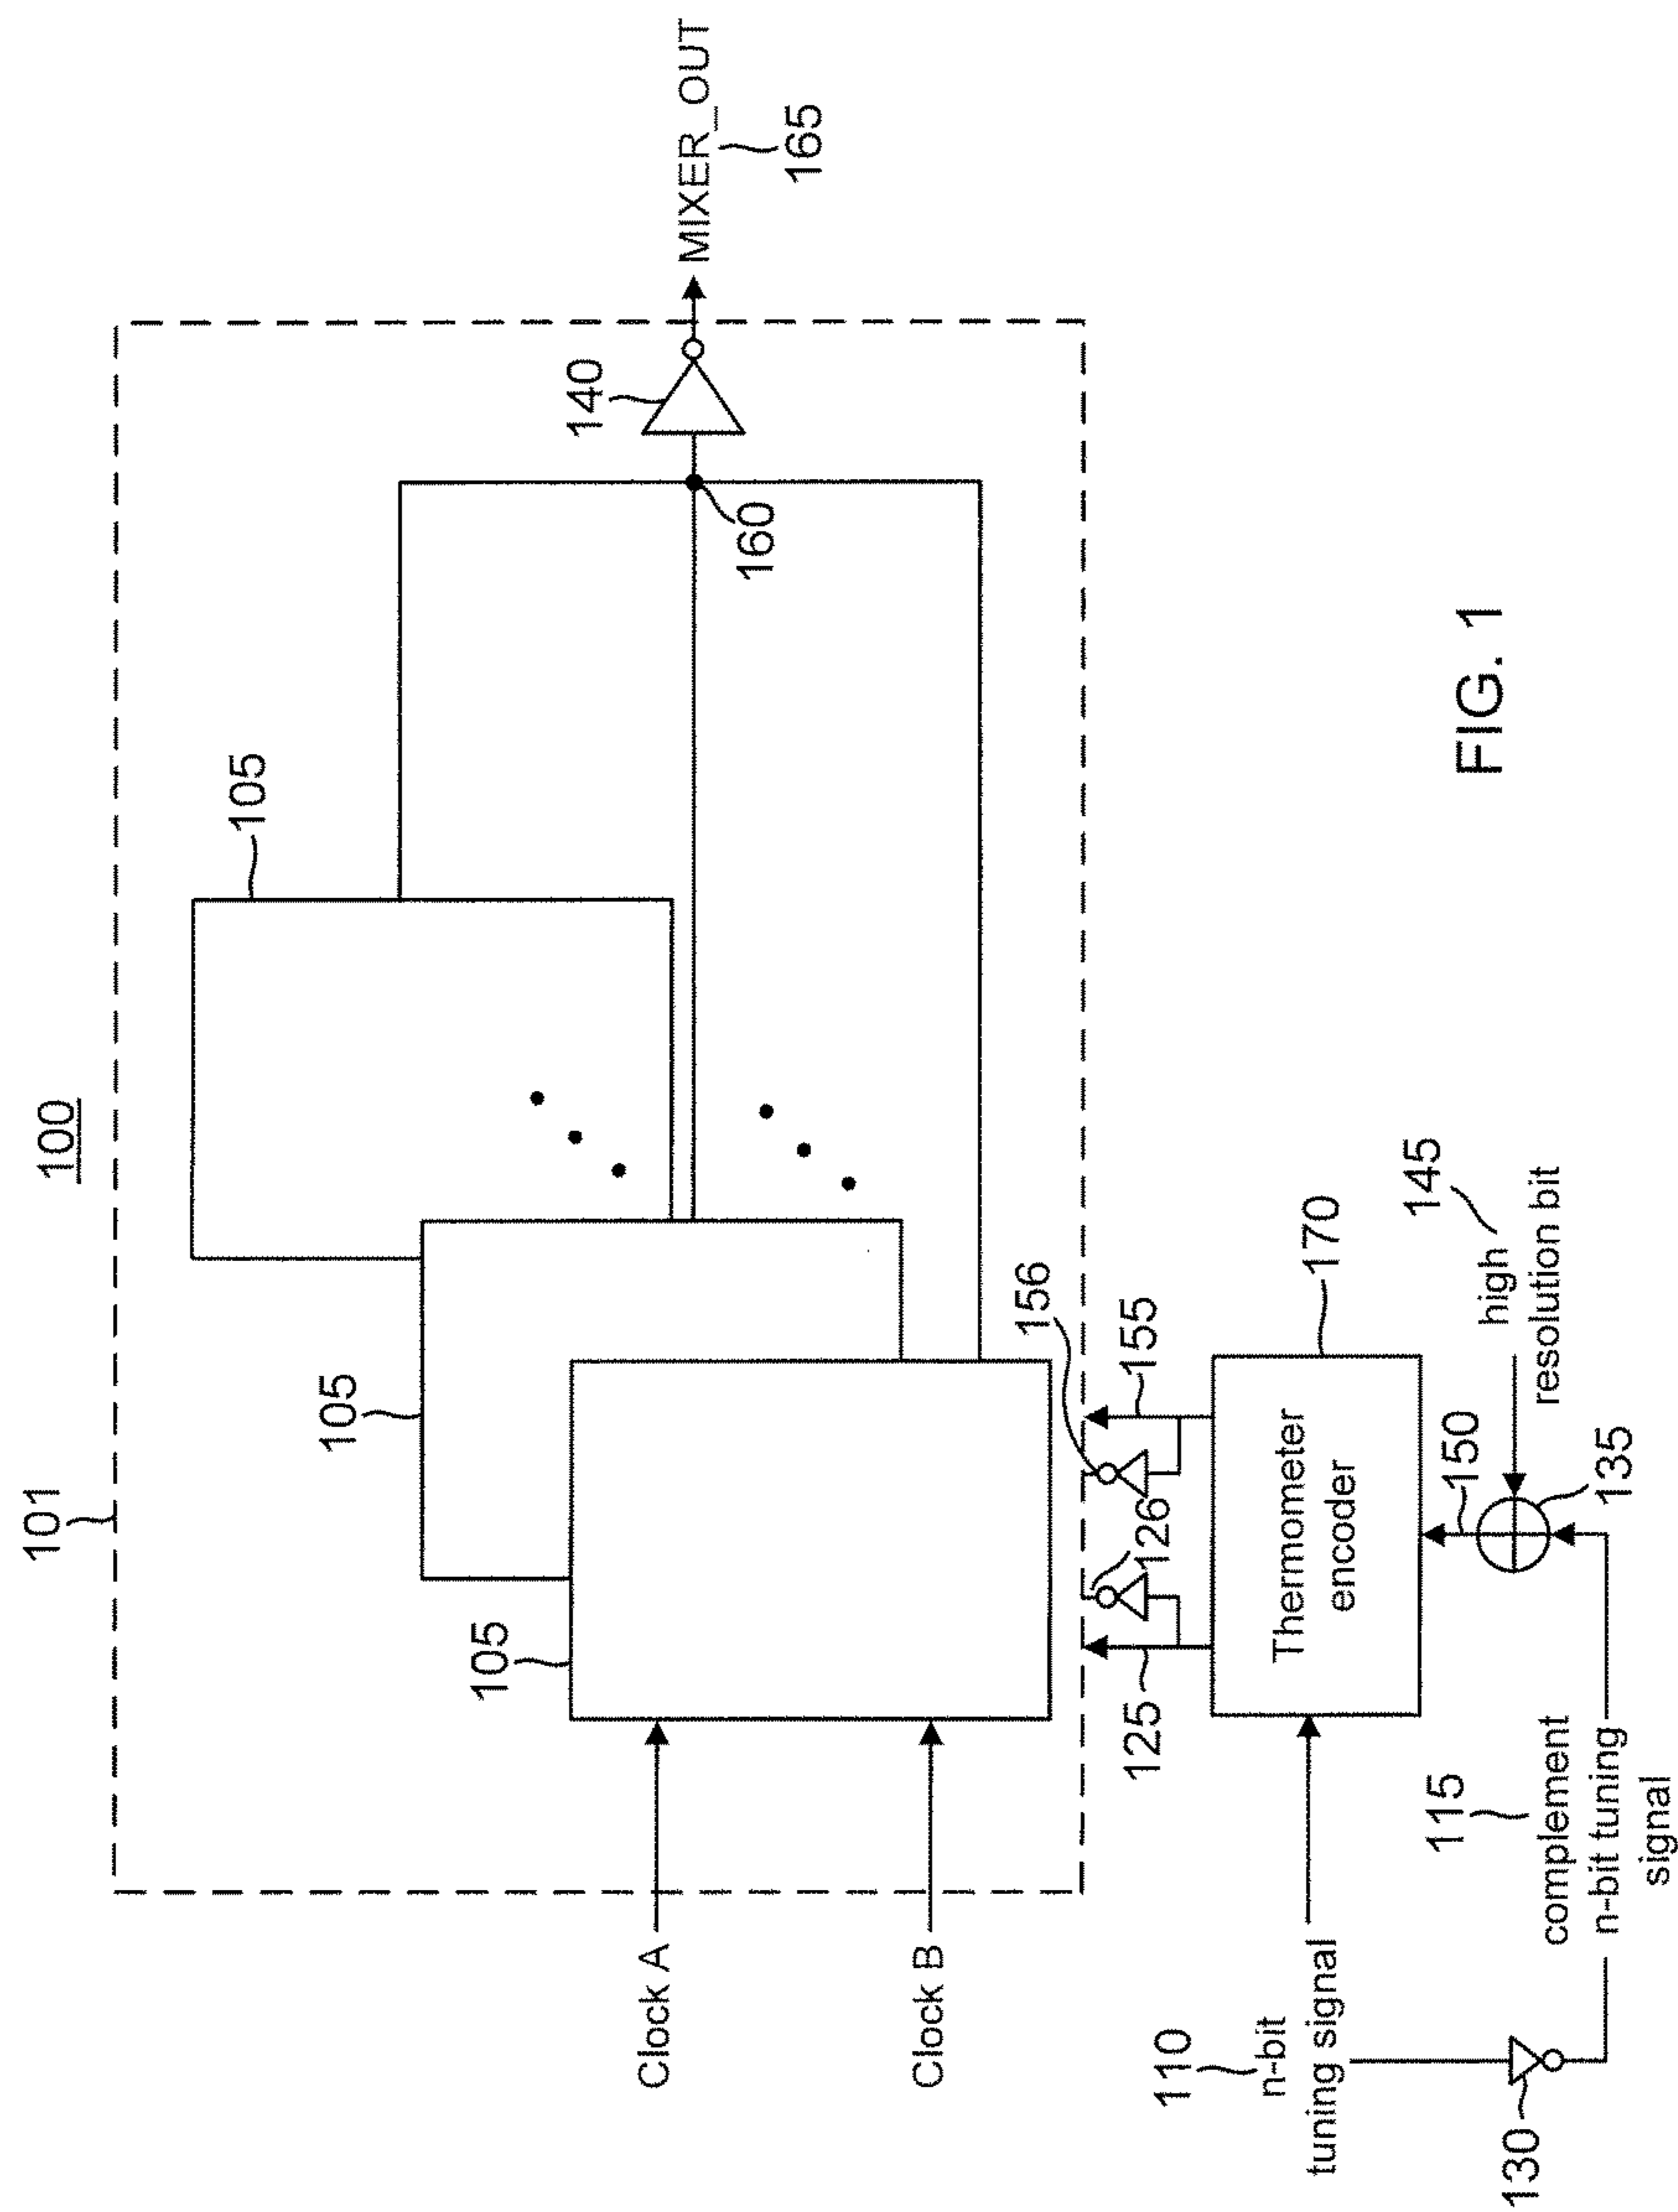 100
101
105
105
105
140
160
MIXER_OUT
165
Clock A
Clock B
125
126
156
155
110
n-bit
tuning signal
Thermometer
encoder
170
150
145
high
resolution bit
135
130
115
complement
n-bit tuning
signal
FIG. 1